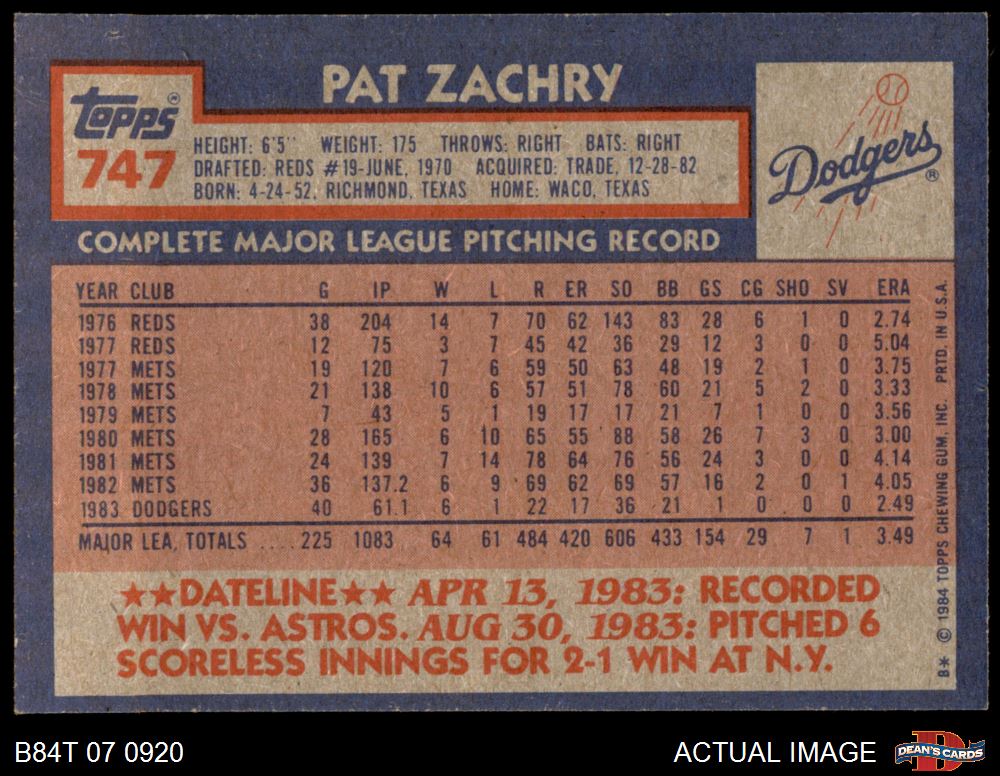 PAT ZACHRY
TOPPS®
747
HEIGHT: 6'5" WEIGHT: 175 THROWS: RIGHT BATS: RIGHT
DRAFTED: REDS #19-JUNE, 1970 ACQUIRED: TRADE, 12-28-82
BORN: 4-24-52, RICHMOND, TEXAS HOME: WACO, TEXAS
Dodgers®
COMPLETE MAJOR LEAGUE PITCHING RECORD
YEAR CLUB G IP W L R ER SO BB GS CG SHO SV ERA
1976 REDS 38 204 14 7 70 62 143 83 28 6 1 0 2.74
1977 REDS 12 75 3 7 45 42 36 29 12 3 0 0 5.04
1977 METS 19 120 7 6 59 50 63 48 19 2 1 0 3.75
1978 METS 21 138 10 6 57 51 78 60 21 5 2 0 3.33
1979 METS 7 43 5 1 19 17 17 21 7 1 0 0 3.56
1980 METS 28 165 6 10 65 55 88 58 26 7 3 0 3.00
1981 METS 24 139 7 14 78 64 76 56 24 3 0 0 4.14
1982 METS 36 137.2 6 9 69 62 69 57 16 2 0 1 4.05
1983 DODGERS 40 61.1 6 1 22 17 36 21 1 0 0 0 2.49
MAJOR LEA. TOTALS .... 225 1083 64 61 484 420 606 433 154 29 7 1 3.49
★★DATELINE★★ APR 13, 1983: RECORDED
WIN VS. ASTROS. AUG 30, 1983: PITCHED 6
SCORELESS INNINGS FOR 2-1 WIN AT N.Y.
8* © 1984 TOPPS CHEWING GUM, INC. PRTD. IN U.S.A.
B84T 07 0920
ACTUAL IMAGE
DEAN'S CARDS